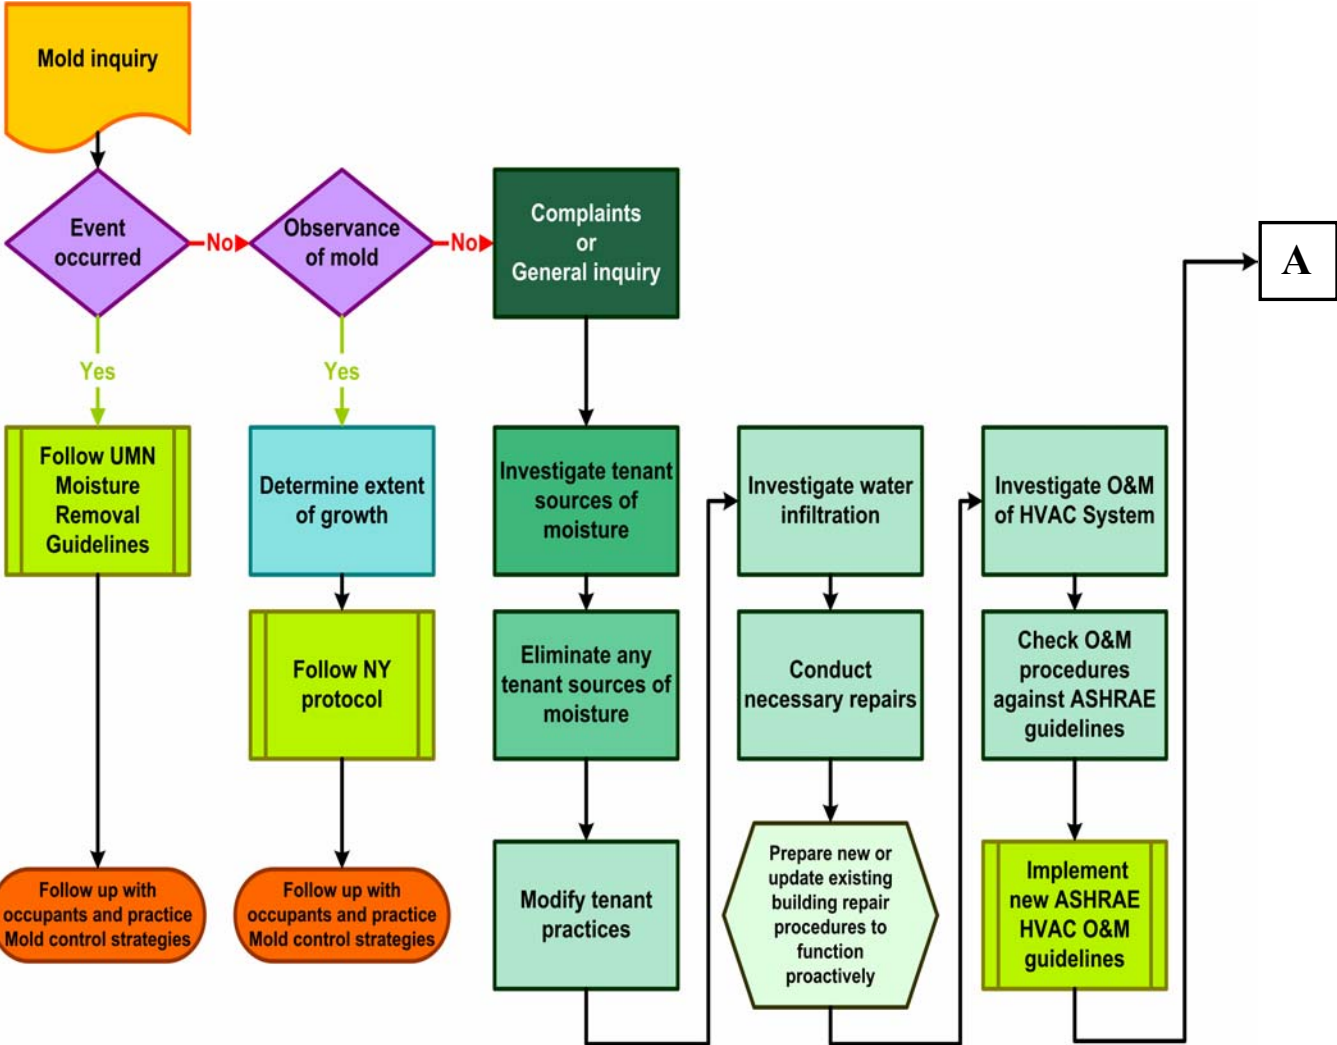 Mold inquiry
Event
occurred
No
Observance
of mold
No
Complaints
or
General inquiry
A
Yes
Yes
Follow UMN
Moisture
Removal
Guidelines
Determine extent
of growth
Investigate tenant
sources of
moisture
Investigate water
infiltration
Investigate O&M
of HVAC System
Follow NY
protocol
Eliminate any
tenant sources of
moisture
Conduct
necessary repairs
Check O&M
procedures
against ASHRAE
guidelines
Follow up with
occupants and practice
Mold control strategies
Follow up with
occupants and practice
Mold control strategies
Modify tenant
practices
Prepare new or
update existing
building repair
procedures to
function
proactively
Implement
new ASHRAE
HVAC O&M
guidelines